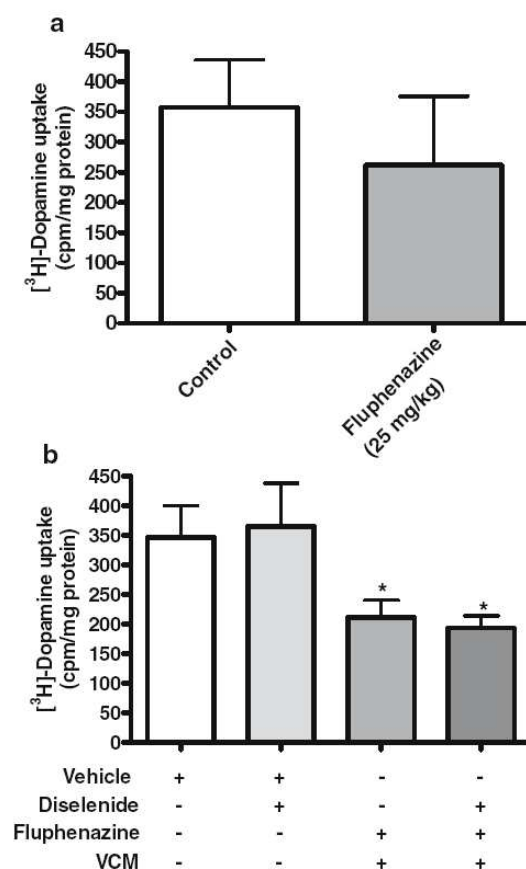 a
[³H]-Dopamine uptake
(cpm/mg protein)
450
400
350
300
250
200
150
100
50
0
Control
Fluphenazine
(25 mg/kg)
b
[³H]-Dopamine uptake
(cpm/mg protein)
450
400
350
300
250
200
150
100
50
0
* *
Vehicle + + - -
Diselenide - + - +
Fluphenazine - - + +
VCM - - + +